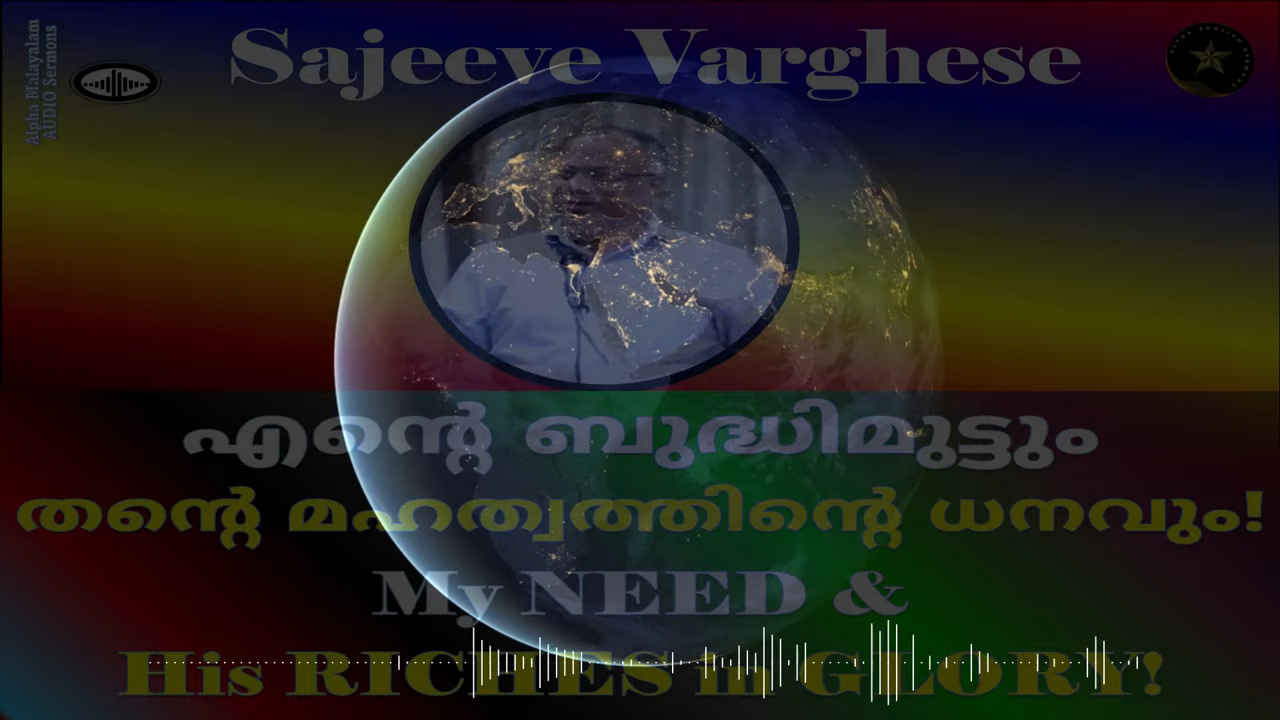 Alpha Malayalam
AUDIO Sermons
Sajeeve Varghese
എന്റെ ബുദ്ധിമുട്ടും
തന്റെ മഹത്വത്തിന്റെ ധനവും!
My NEED &
His RICHES in GLORY!